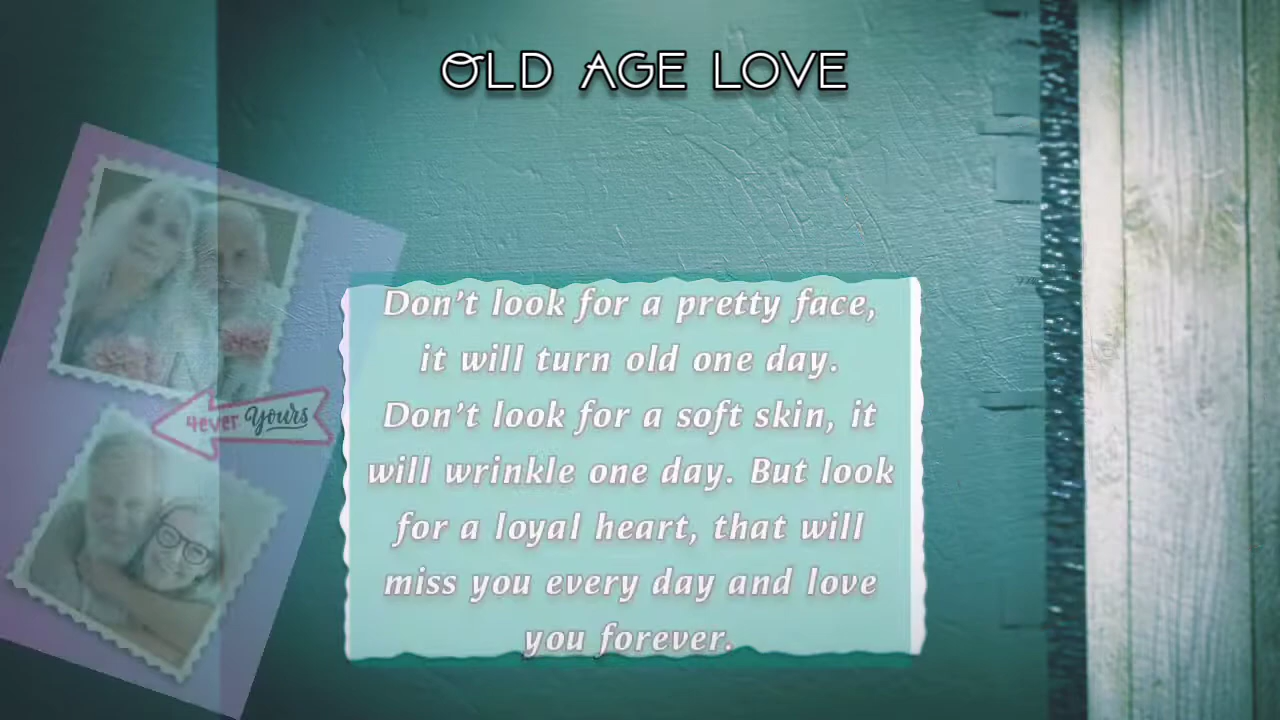 OLD AGE LOVE
Don't look for a pretty face,
it will turn old one day.
Don't look for a soft skin, it
will wrinkle one day. But look
for a loyal heart, that will
miss you every day and love
you forever.
4ever Yours